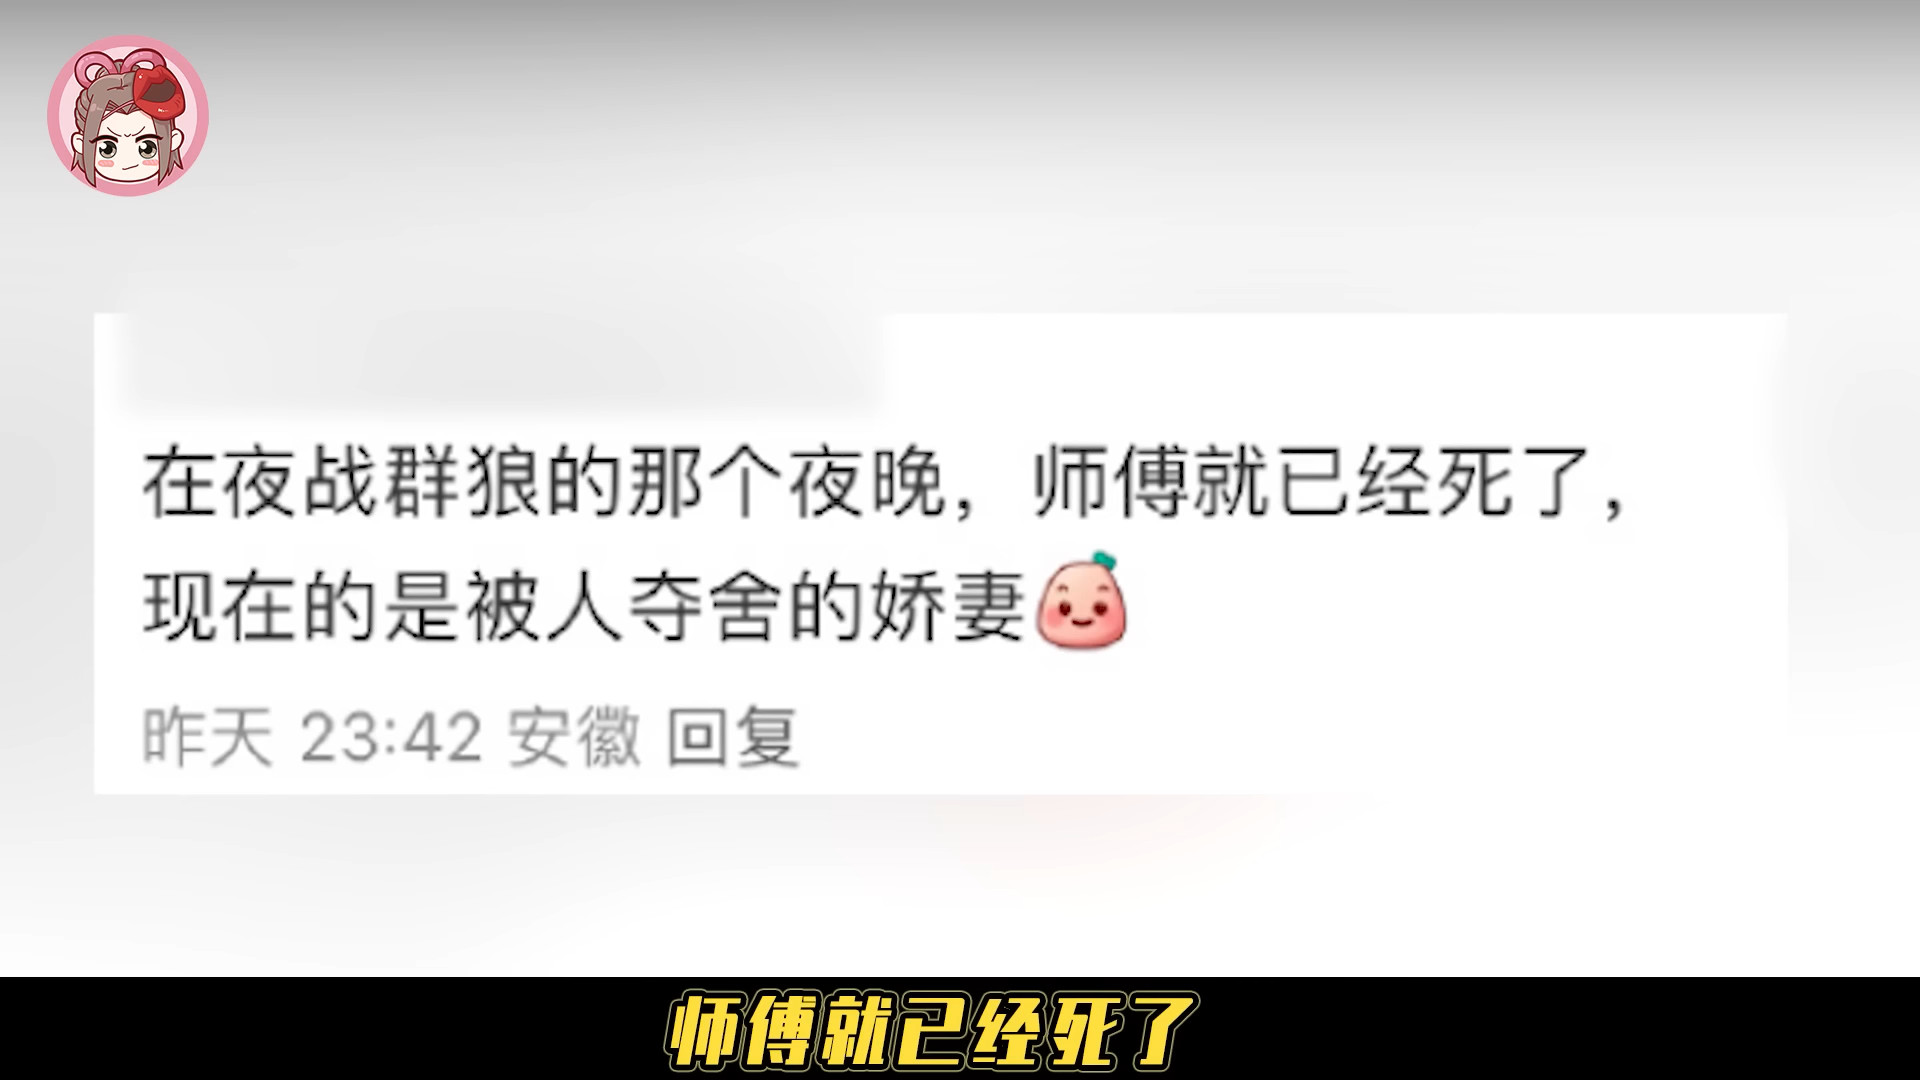 在夜战群狼的那个夜晚，师傅就已经死了，
现在的是被人夺舍的娇妻
昨天 23:42 安徽 回复
师傅就已经死了